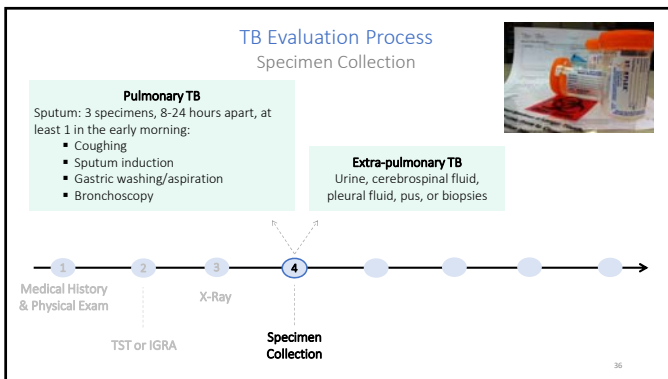 TB Evaluation Process
Specimen Collection
Pulmonary TB
Sputum: 3 specimens, 8-24 hours apart, at
least 1 in the early morning:
▪ Coughing
▪ Sputum induction
▪ Gastric washing/aspiration
▪ Bronchoscopy
Extra-pulmonary TB
Urine, cerebrospinal fluid,
pleural fluid, pus, or biopsies
1
2
3
4
Medical History
& Physical Exam
X-Ray
TST or IGRA
Specimen
Collection
36